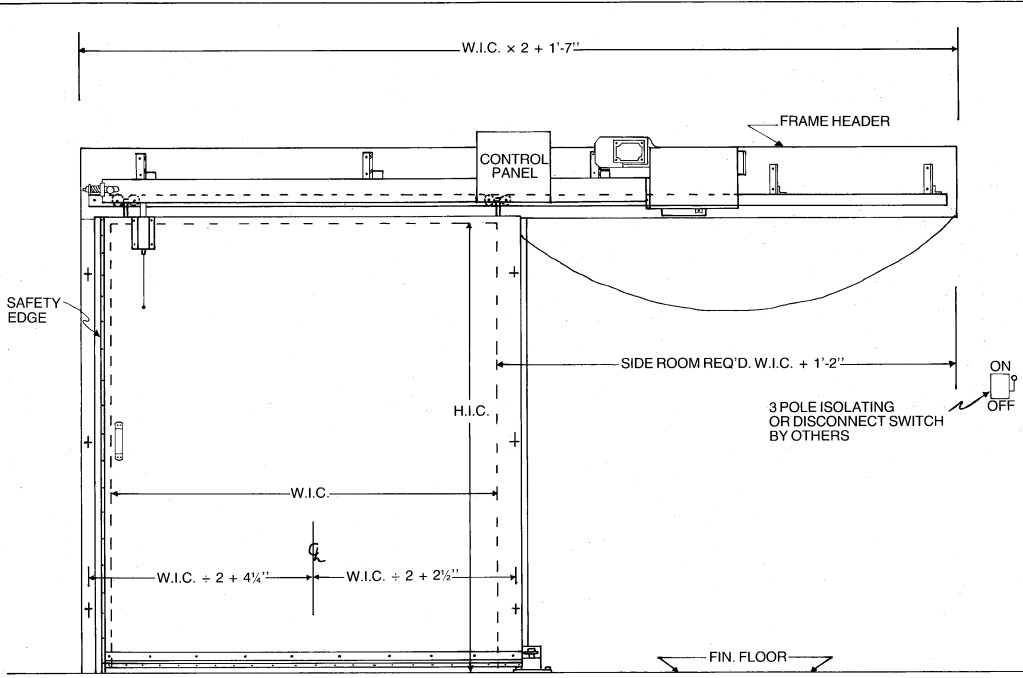 W.I.C. × 2 + 1'-7''
FRAME HEADER
CONTROL
PANEL
SAFETY
EDGE
SIDE ROOM REQ'D. W.I.C. + 1'-2''
ON
OFF
3 POLE ISOLATING
OR DISCONNECT SWITCH
BY OTHERS
H.I.C.
W.I.C.
℄
W.I.C. ÷ 2 + 4¼''
W.I.C. ÷ 2 + 2½''
FIN. FLOOR